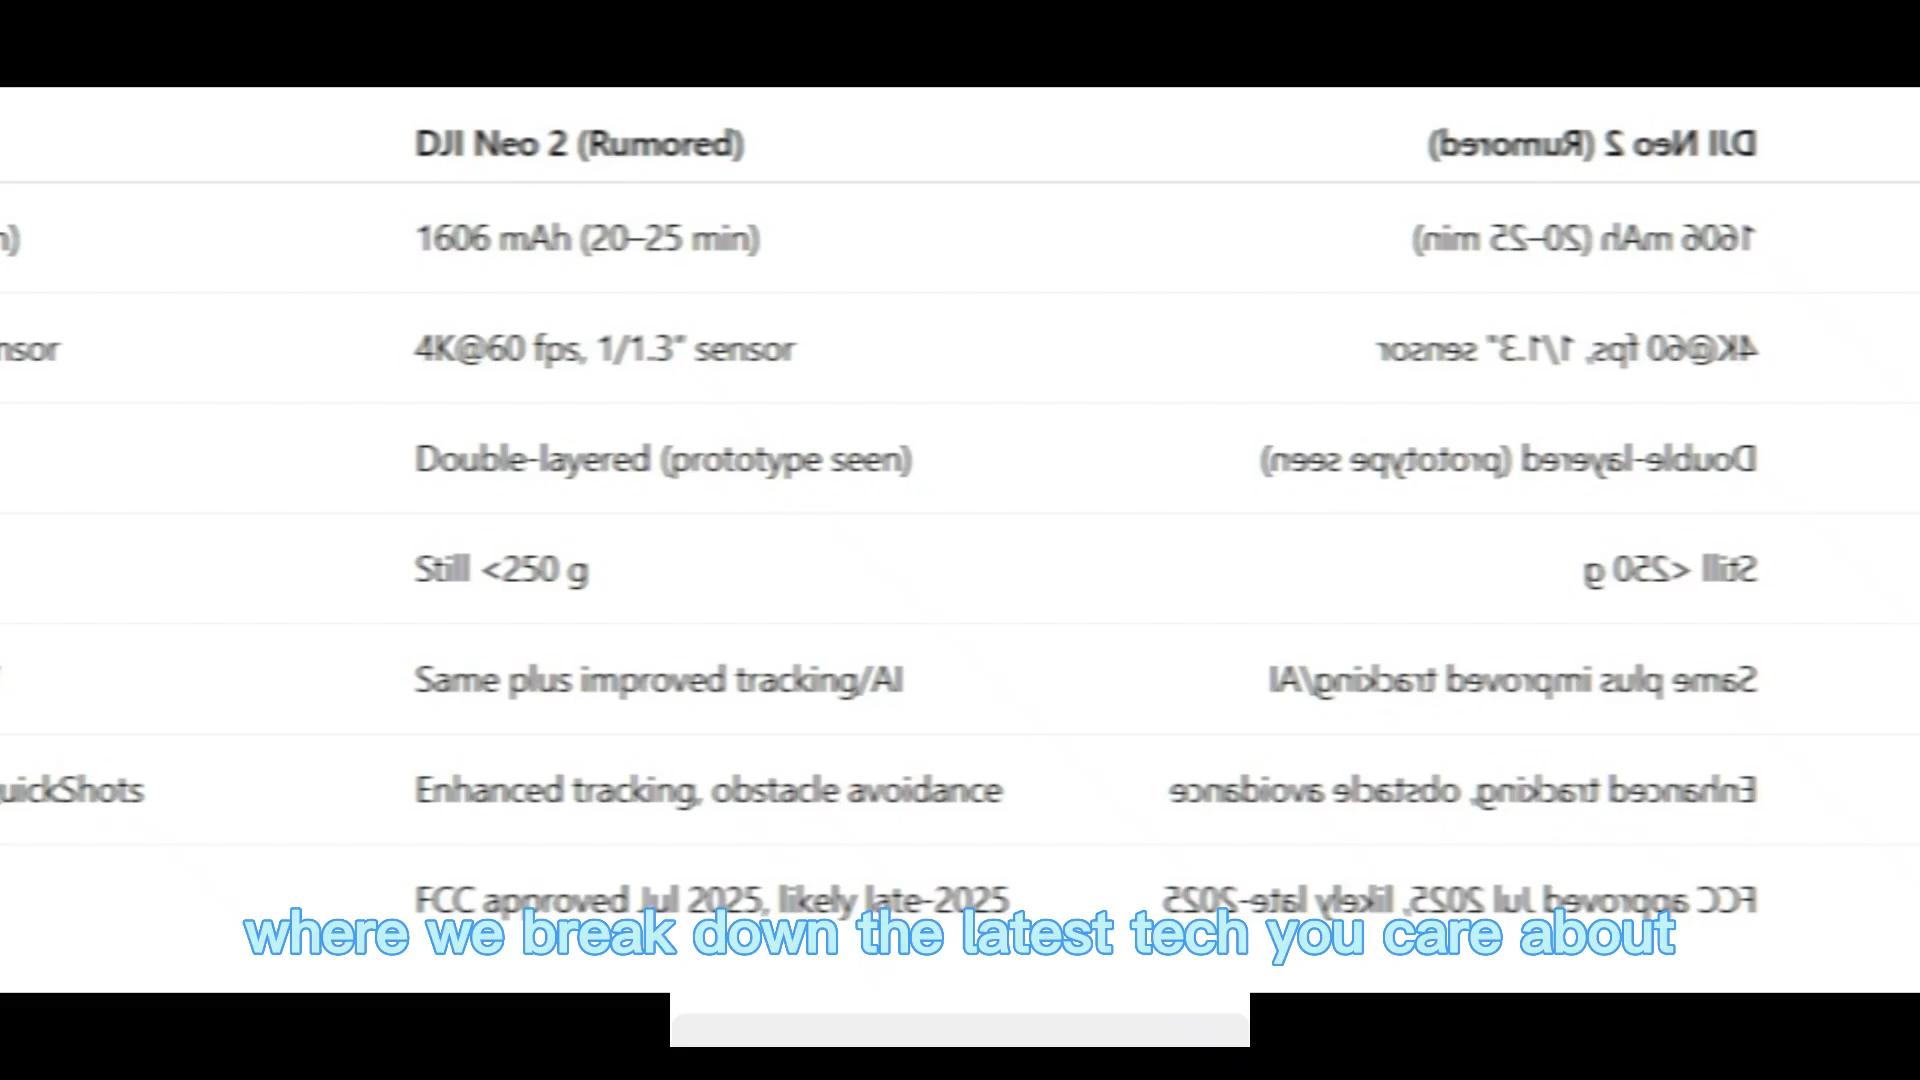 DJI Neo 2 (Rumored) DJI Neo 2 (Rumored)
1606 mAh (20–25 min) 1606 mAh (20–25 min)
nsor 4K@60 fps, 1/1.3" sensor 4K@60 fps, 1/1.3" sensor
Double-layered (prototype seen) Double-layered (prototype seen)
Still <250 g Still <250 g
Same plus improved tracking/AI Same plus improved tracking/AI
uickShots Enhanced tracking, obstacle avoidance Enhanced tracking, obstacle avoidance
FCC approved Jul 2025, likely late-2025 FCC approved Jul 2025, likely late-2025
where we break down the latest tech you care about